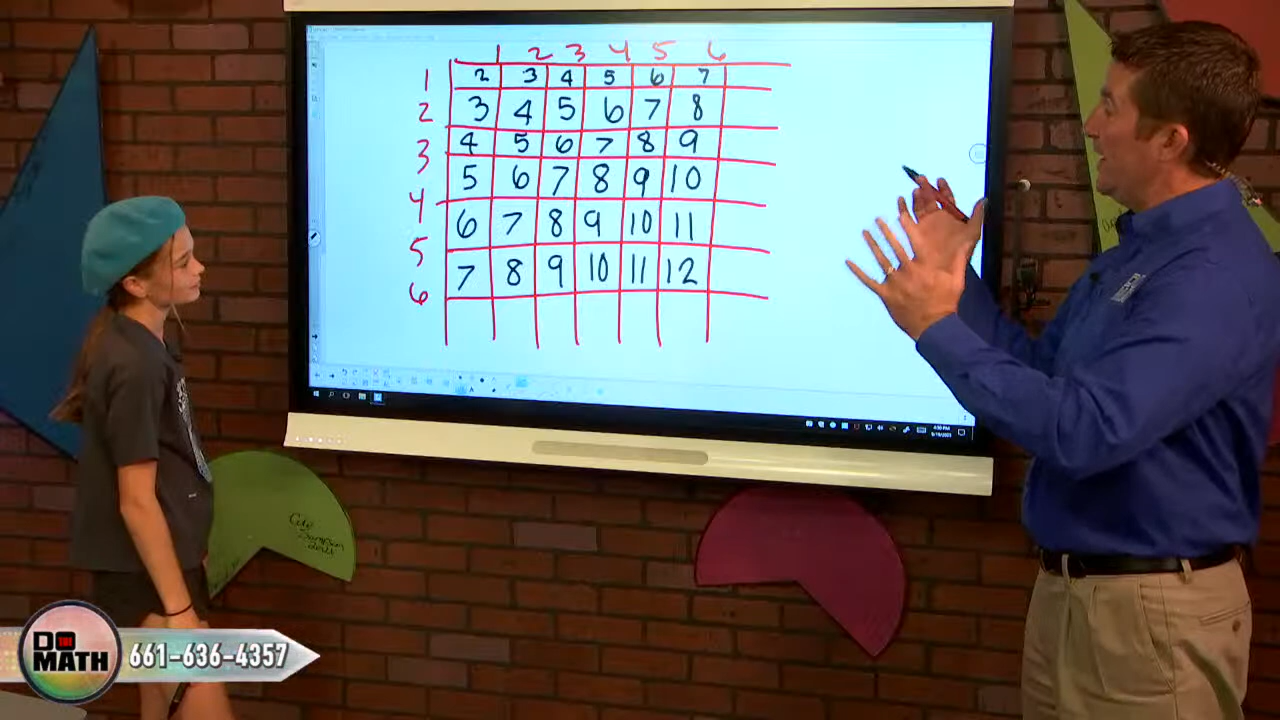 1 2 3 4 5 6
1 2 3 4 5 6 7
2 3 4 5 6 7 8
3 4 5 6 7 8 9
4 5 6 7 8 9 10
5 6 7 8 9 10 11
6 7 8 9 10 11 12
DO THE MATH
661-636-4357